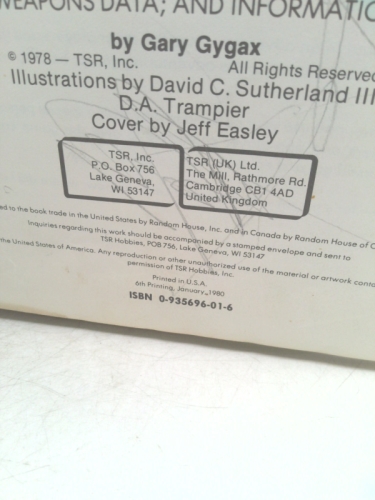 WEAPONS DATA; AND INFORMATIO
by Gary Gygax
© 1978 — TSR, Inc. All Rights Reserved
Illustrations by David C. Sutherland III
D.A. Trampier
Cover by Jeff Easley
TSR, Inc.
P.O. Box 756
Lake Geneva,
WI 53147
TSR (UK) Ltd.
The Mill, Rathmore Rd.
Cambridge CB1 4AD
United Kingdom
ed to the book trade in the United States by Random House, Inc. and in Canada by Random House of C
Inquiries regarding this work should be accompanied by a stamped envelope and sent to
TSR Hobbies, POB 756, Lake Geneva, WI 53147
the United States of America. Any reproduction or other unauthorized use of the material or artwork conta
permission of TSR Hobbies, Inc.
Printed in U.S.A.
6th Printing, January, 1980
ISBN 0-935696-01-6